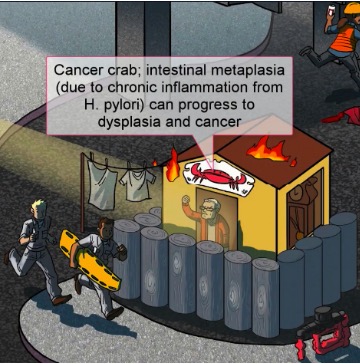 Cancer crab; intestinal metaplasia
(due to chronic inflammation from
H. pylori) can progress to
dysplasia and cancer